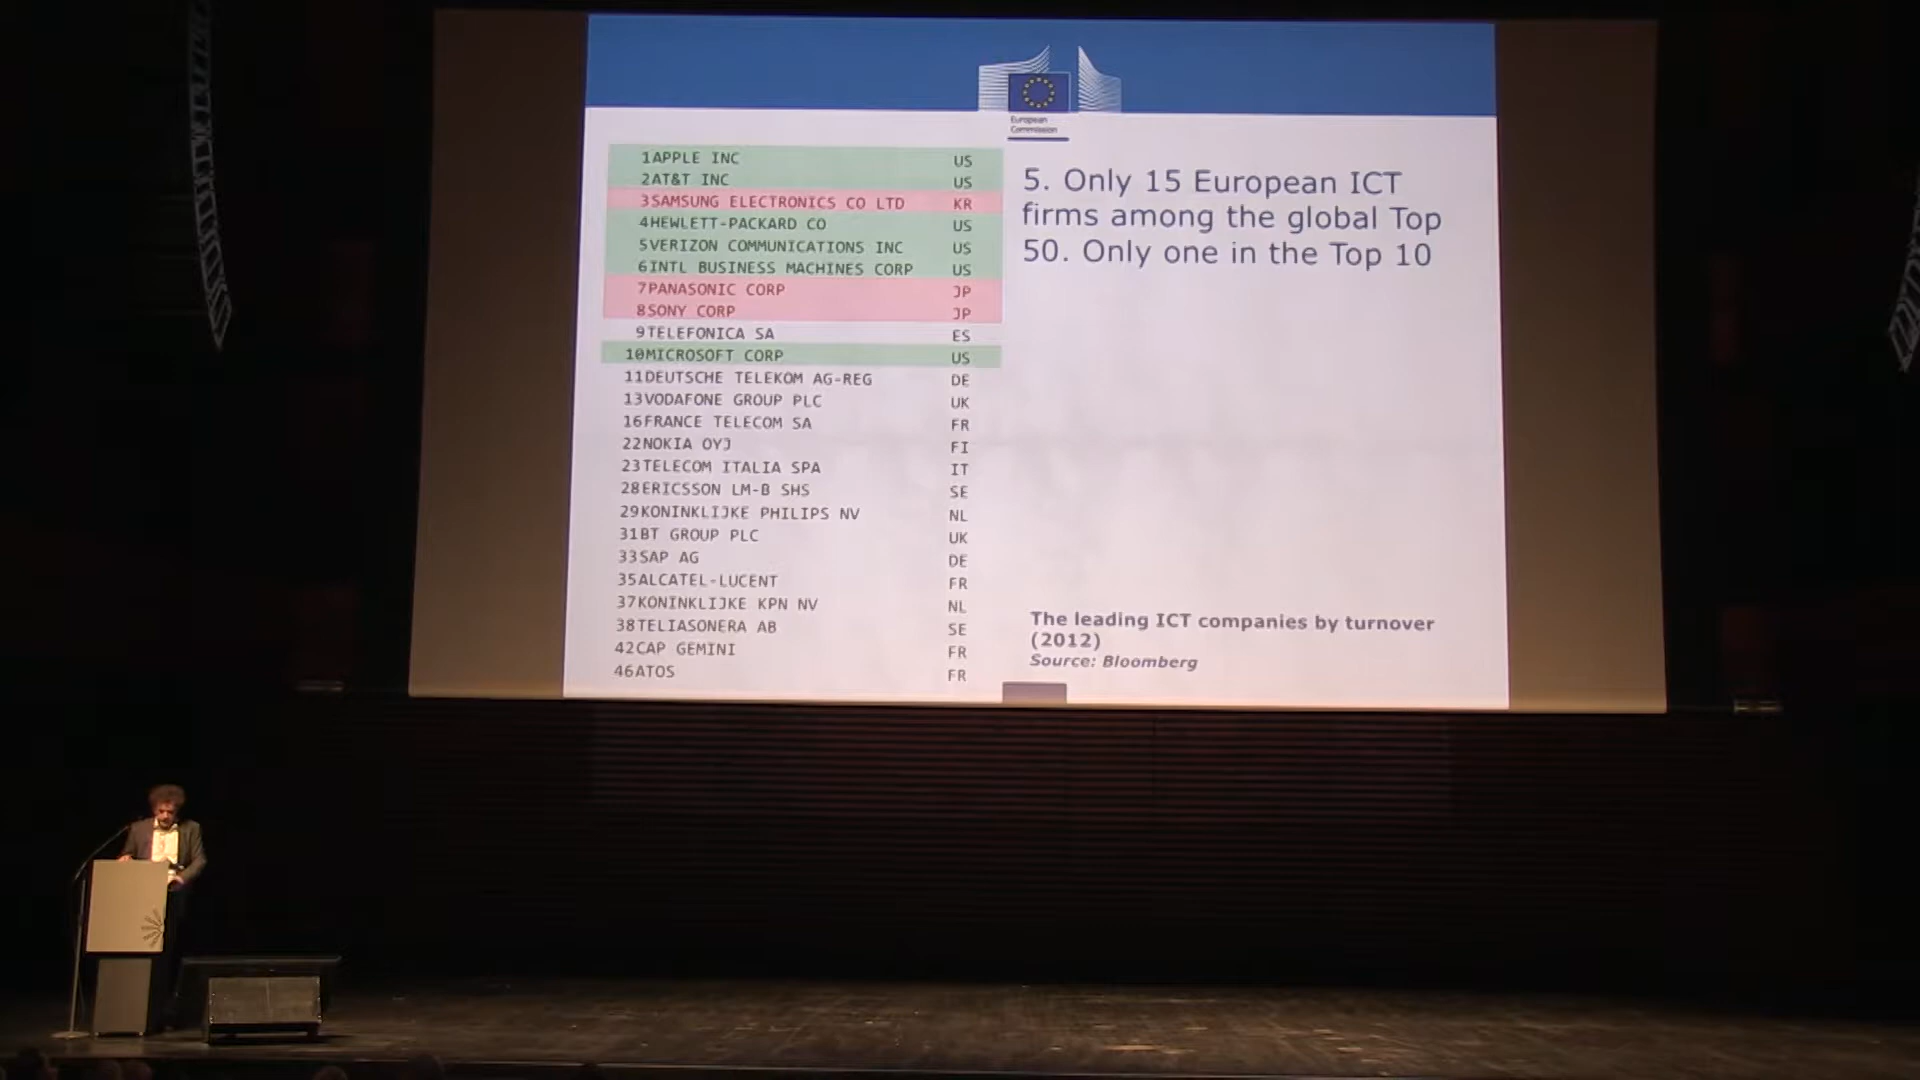 European
Commission
1APPLE INC US
2AT&T INC US
3SAMSUNG ELECTRONICS CO LTD KR
4HEWLETT-PACKARD CO US
5VERIZON COMMUNICATIONS INC US
6INTL BUSINESS MACHINES CORP US
7PANASONIC CORP JP
8SONY CORP JP
9TELEFONICA SA ES
10MICROSOFT CORP US
11DEUTSCHE TELEKOM AG-REG DE
13VODAFONE GROUP PLC UK
16FRANCE TELECOM SA FR
22NOKIA OYJ FI
23TELECOM ITALIA SPA IT
28ERICSSON LM-B SHS SE
29KONINKLIJKE PHILIPS NV NL
31BT GROUP PLC UK
33SAP AG DE
35ALCATEL-LUCENT FR
37KONINKLIJKE KPN NV NL
38TELIASONERA AB SE
42CAP GEMINI FR
46ATOS FR
5. Only 15 European ICT
firms among the global Top
50. Only one in the Top 10
The leading ICT companies by turnover
(2012)
Source: Bloomberg